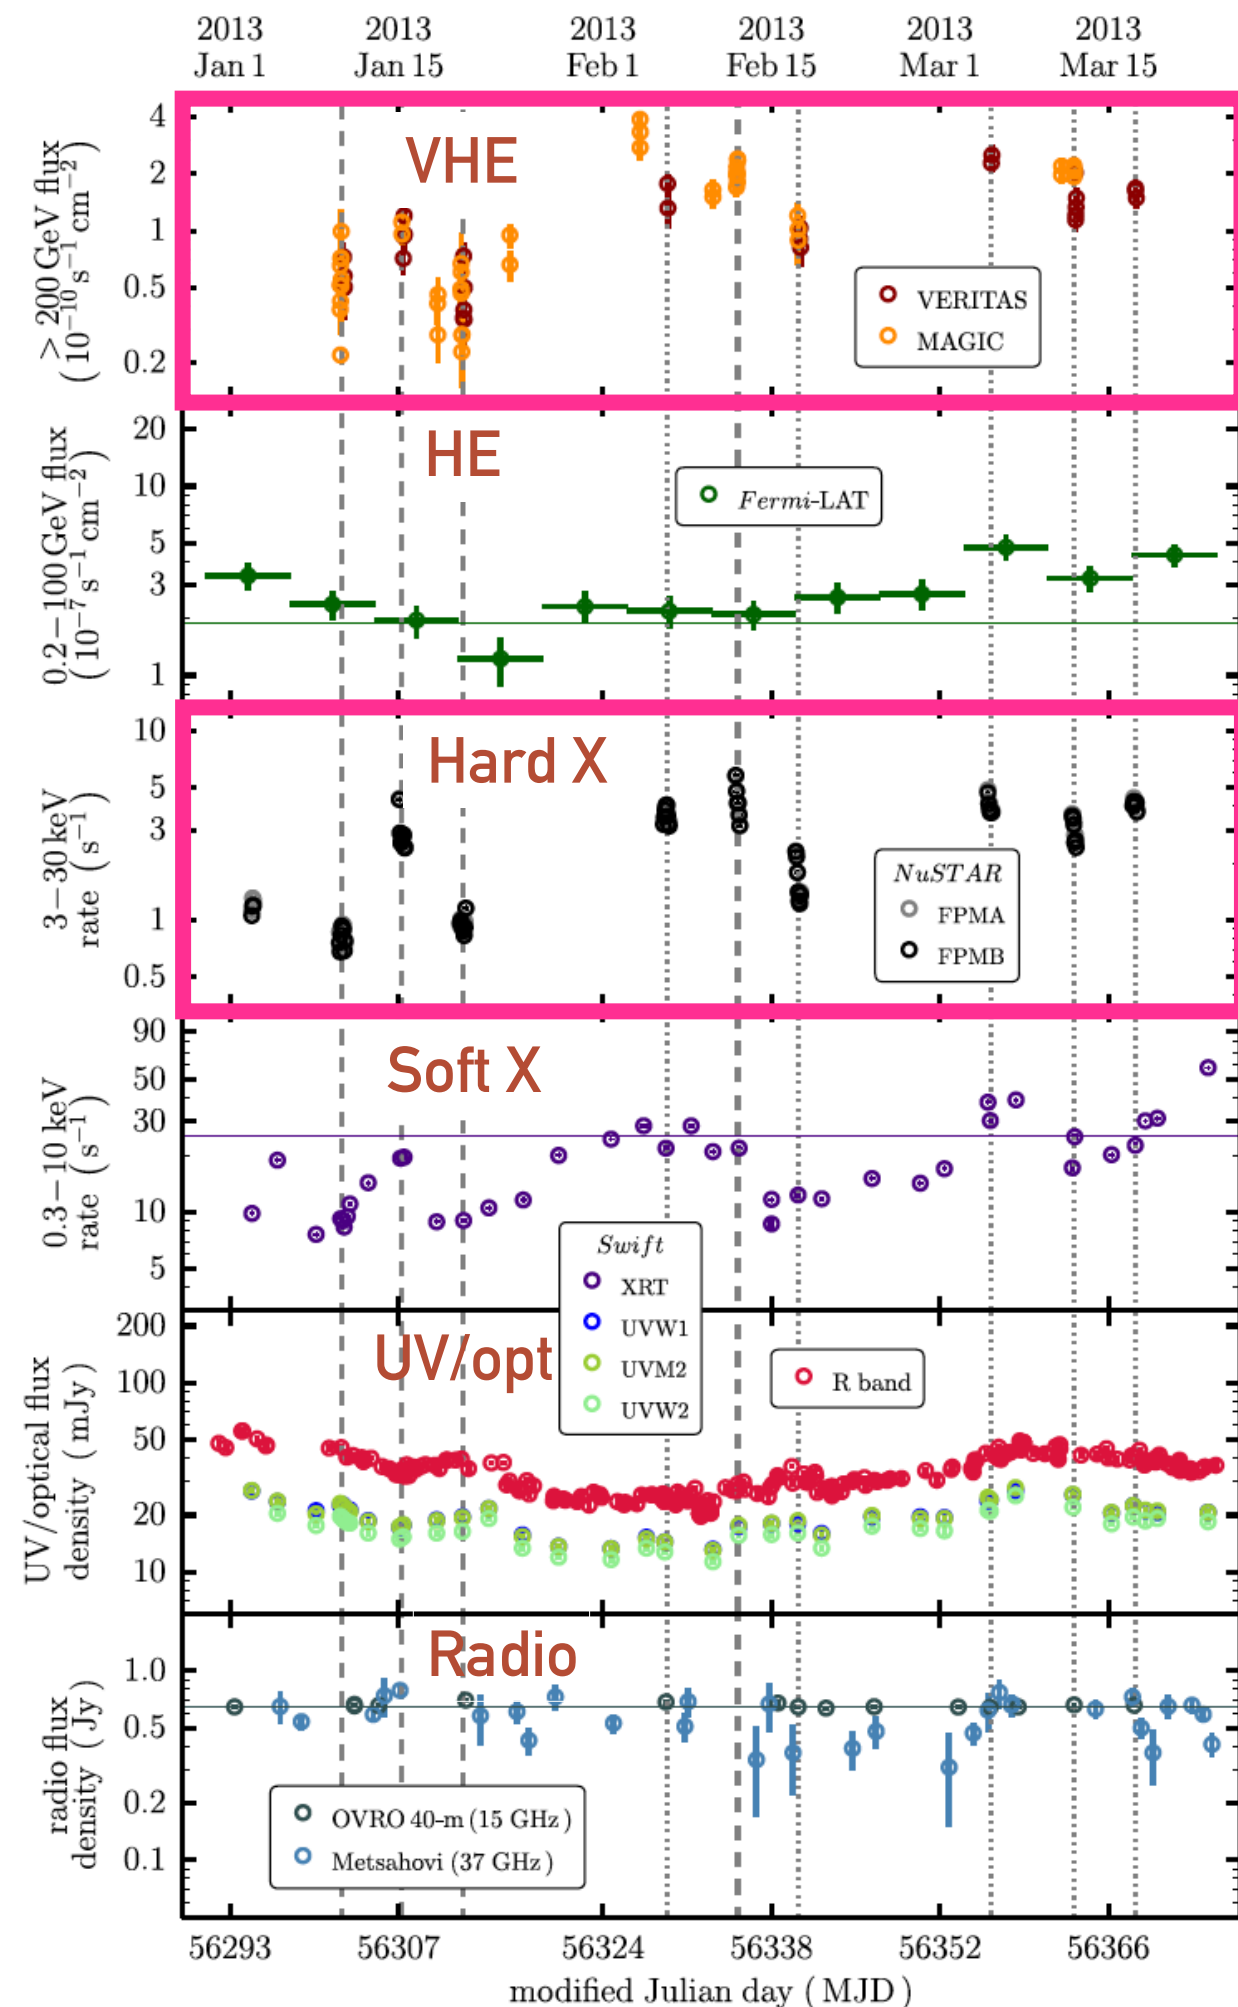 2013 2013 2013 2013 2013 2013
Jan 1 Jan 15 Feb 1 Feb 15 Mar 1 Mar 15
> 200 GeV flux
(10⁻¹⁰ s⁻¹ cm⁻²)
4
2
1
0.5
0.2
VHE
VERITAS
MAGIC
0.2−100 GeV flux
(10⁻⁷ s⁻¹ cm⁻²)
20
10
5
3
1
HE
Fermi-LAT
3−30 keV
rate (s⁻¹)
10
5
3
1
0.5
Hard X
NuSTAR
FPMA
FPMB
0.3−10 keV
rate (s⁻¹)
90
50
30
10
5
Soft X
Swift
XRT
UVW1
UVM2
UVW2
UV/optical flux
density (mJy)
200
100
50
20
10
UV/opt
R band
radio flux
density (Jy)
1.0
0.5
0.2
0.1
Radio
OVRO 40-m (15 GHz)
Metsahovi (37 GHz)
56293 56307 56324 56338 56352 56366
modified Julian day (MJD)